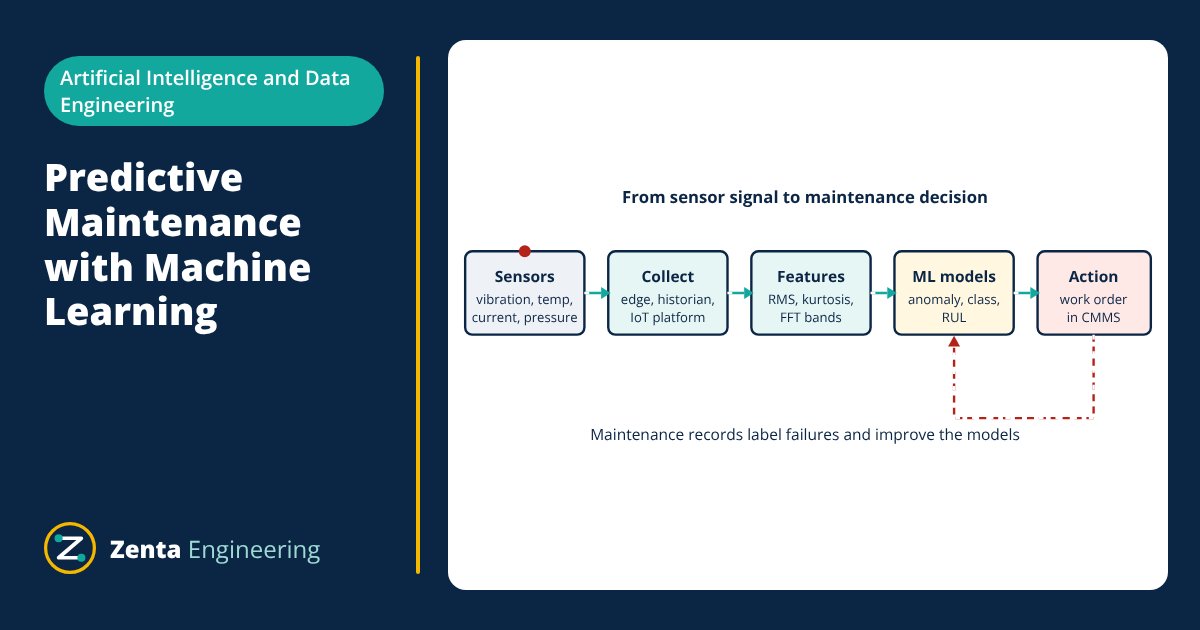 Artificial Intelligence and Data
Engineering
Predictive
Maintenance
with Machine
Learning
Zenta Engineering
From sensor signal to maintenance decision
Sensors
vibration, temp,
current, pressure
Collect
edge, historian,
IoT platform
Features
RMS, kurtosis,
FFT bands
ML models
anomaly, class,
RUL
Action
work order
in CMMS
Maintenance records label failures and improve the models